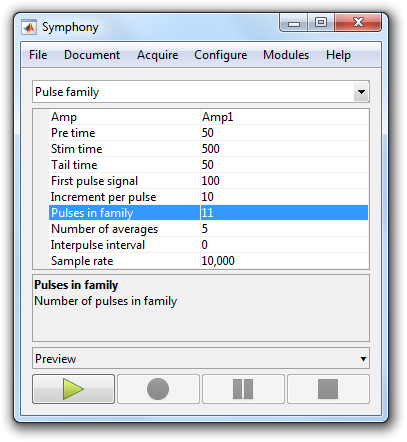 Symphony
File Document Acquire Configure Modules Help
Pulse family
Amp Amp1
Pre time 50
Stim time 500
Tail time 50
First pulse signal 100
Increment per pulse 10
Pulses in family 11
Number of averages 5
Interpulse interval 0
Sample rate 10,000
Pulses in family
Number of pulses in family
Preview